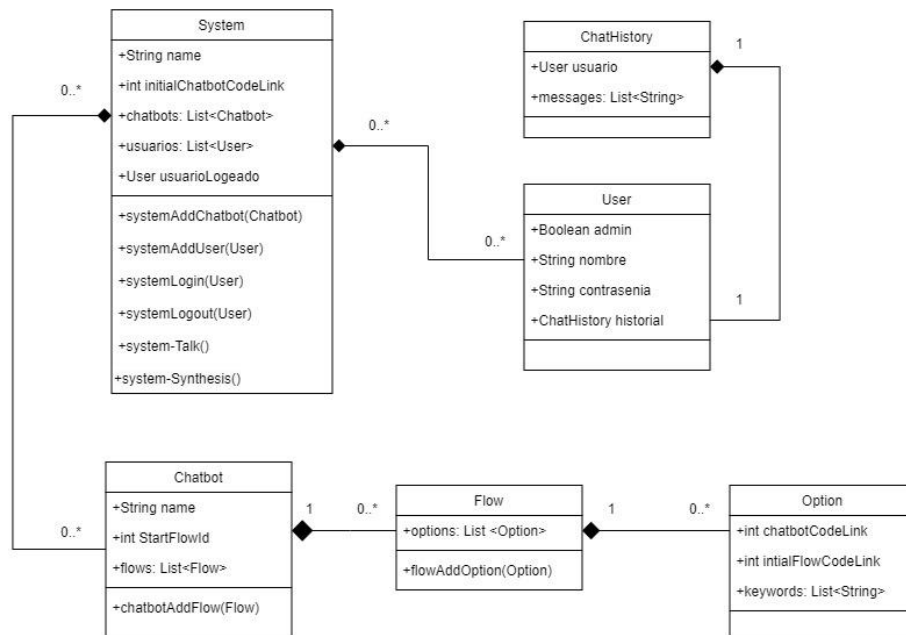 System
+String name
+int initialChatbotCodeLink
+chatbots: List<Chatbot>
+usuarios: List<User>
+User usuarioLogeado
+systemAddChatbot(Chatbot)
+systemAddUser(User)
+systemLogin(User)
+systemLogout(User)
+system-Talk()
+system-Synthesis()
0..*
0..*
0..*
0..*
ChatHistory
+User usuario
+messages: List<String>
1
User
+Boolean admin
+String nombre
+String contrasenia
+ChatHistory historial
1
Chatbot
+String name
+int StartFlowId
+flows: List<Flow>
+chatbotAddFlow(Flow)
1
0..*
Flow
+options: List <Option>
+flowAddOption(Option)
1
0..*
Option
+int chatbotCodeLink
+int intialFlowCodeLink
+keywords: List<String>